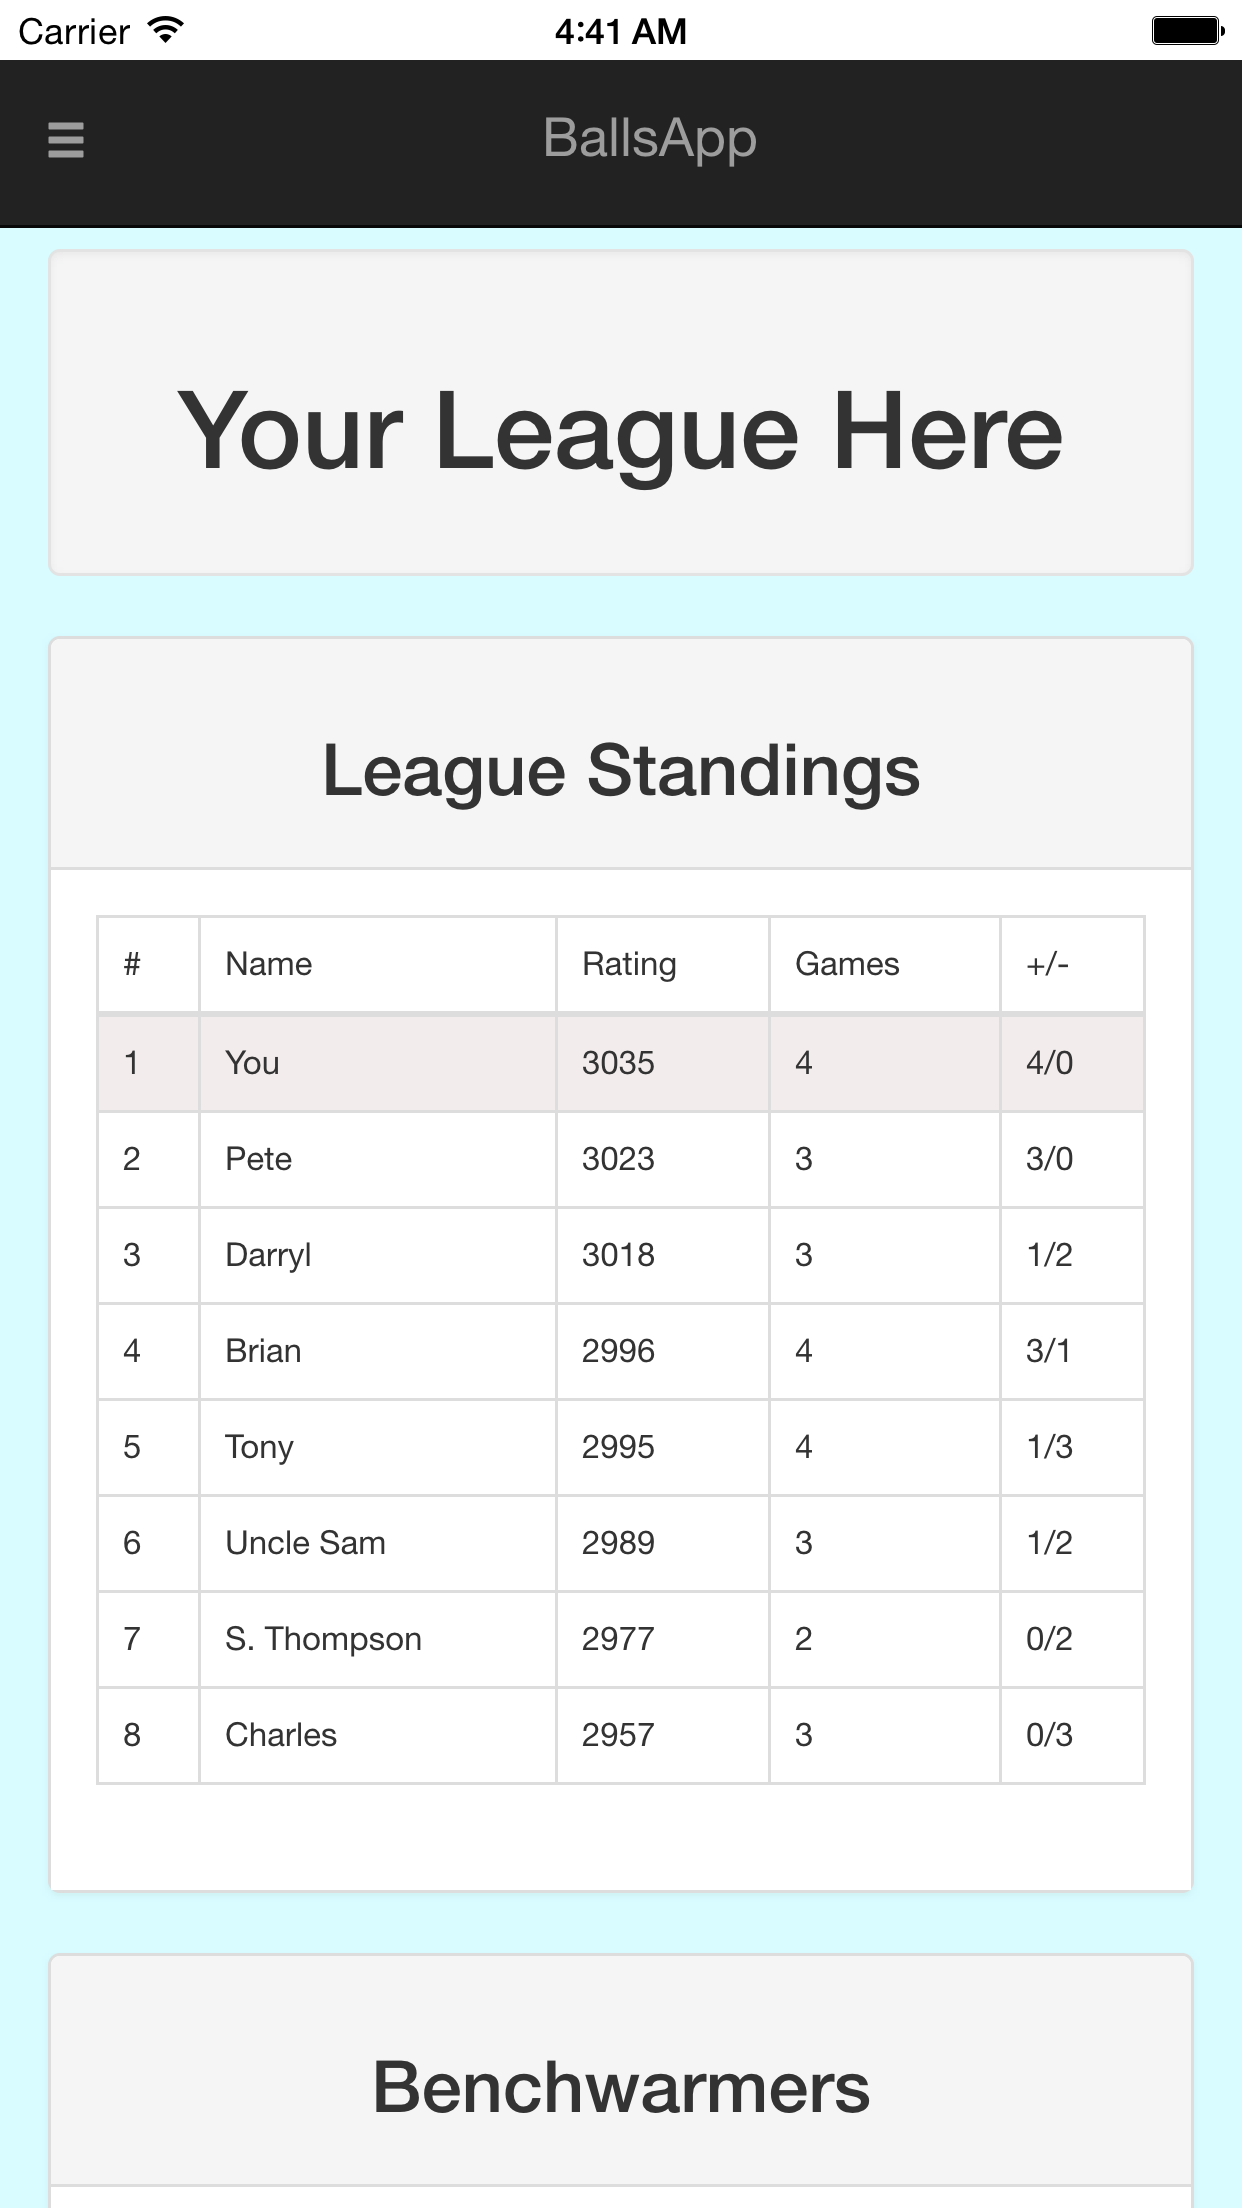 Carrier 4:41 AM
BallsApp
Your League Here
League Standings
# Name Rating Games +/-
1 You 3035 4 4/0
2 Pete 3023 3 3/0
3 Darryl 3018 3 1/2
4 Brian 2996 4 3/1
5 Tony 2995 4 1/3
6 Uncle Sam 2989 3 1/2
7 S. Thompson 2977 2 0/2
8 Charles 2957 3 0/3
Benchwarmers